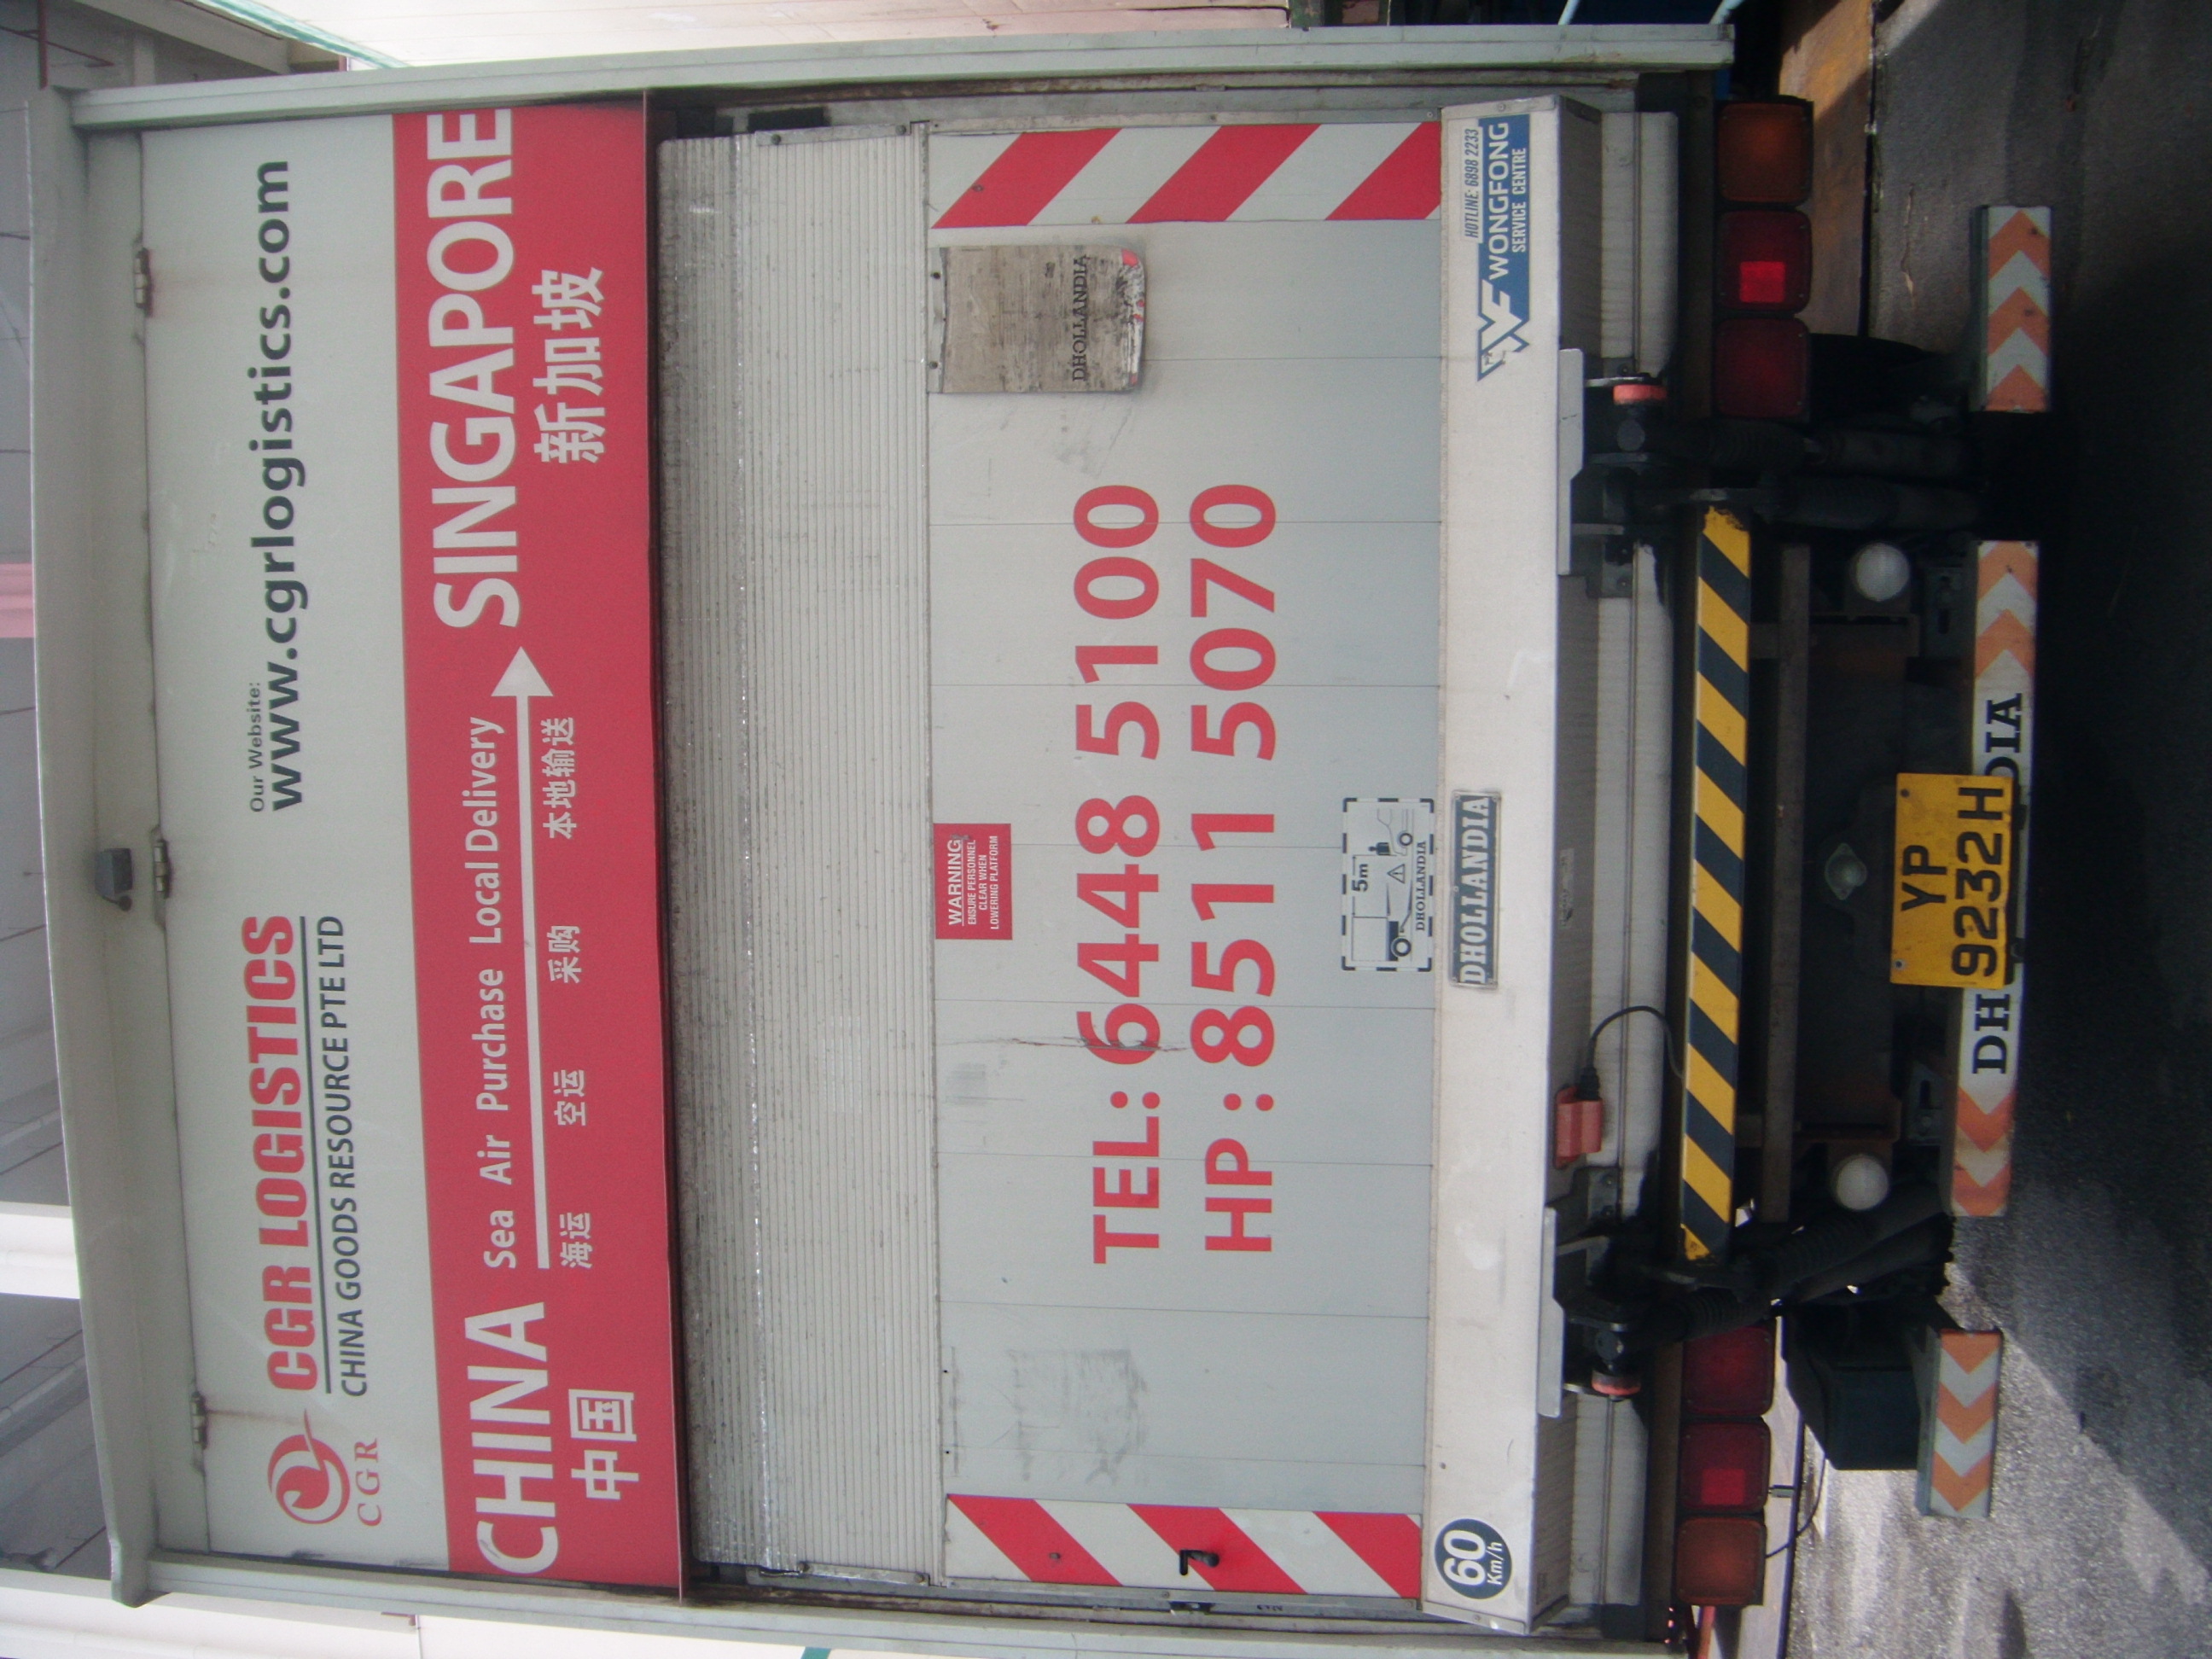 CGR
CGR LOGISTICS
CHINA GOODS RESOURCE PTE LTD
Our Website:
www.cgrlogistics.com
CHINA
中国
Sea Air Purchase Local Delivery
海运 空运 采购 本地输送
SINGAPORE
新加坡
WARNING
ENSURE PERSONNEL
CLEAR WHEN
LOWERING PLATFORM
DHOLLANDIA
TEL: 6448 5100
HP : 8511 5070
5m
DHOLLANDIA
60
Km/h
DHOLLANDIA
HOTLINE: 6898 2233
WONGFONG
SERVICE CENTRE
YP
9232H
DH DIA